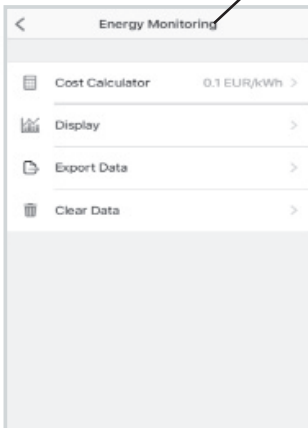 Energy Monitoring
Cost Calculator 0.1 EUR/kWh
Display
Export Data
Clear Data